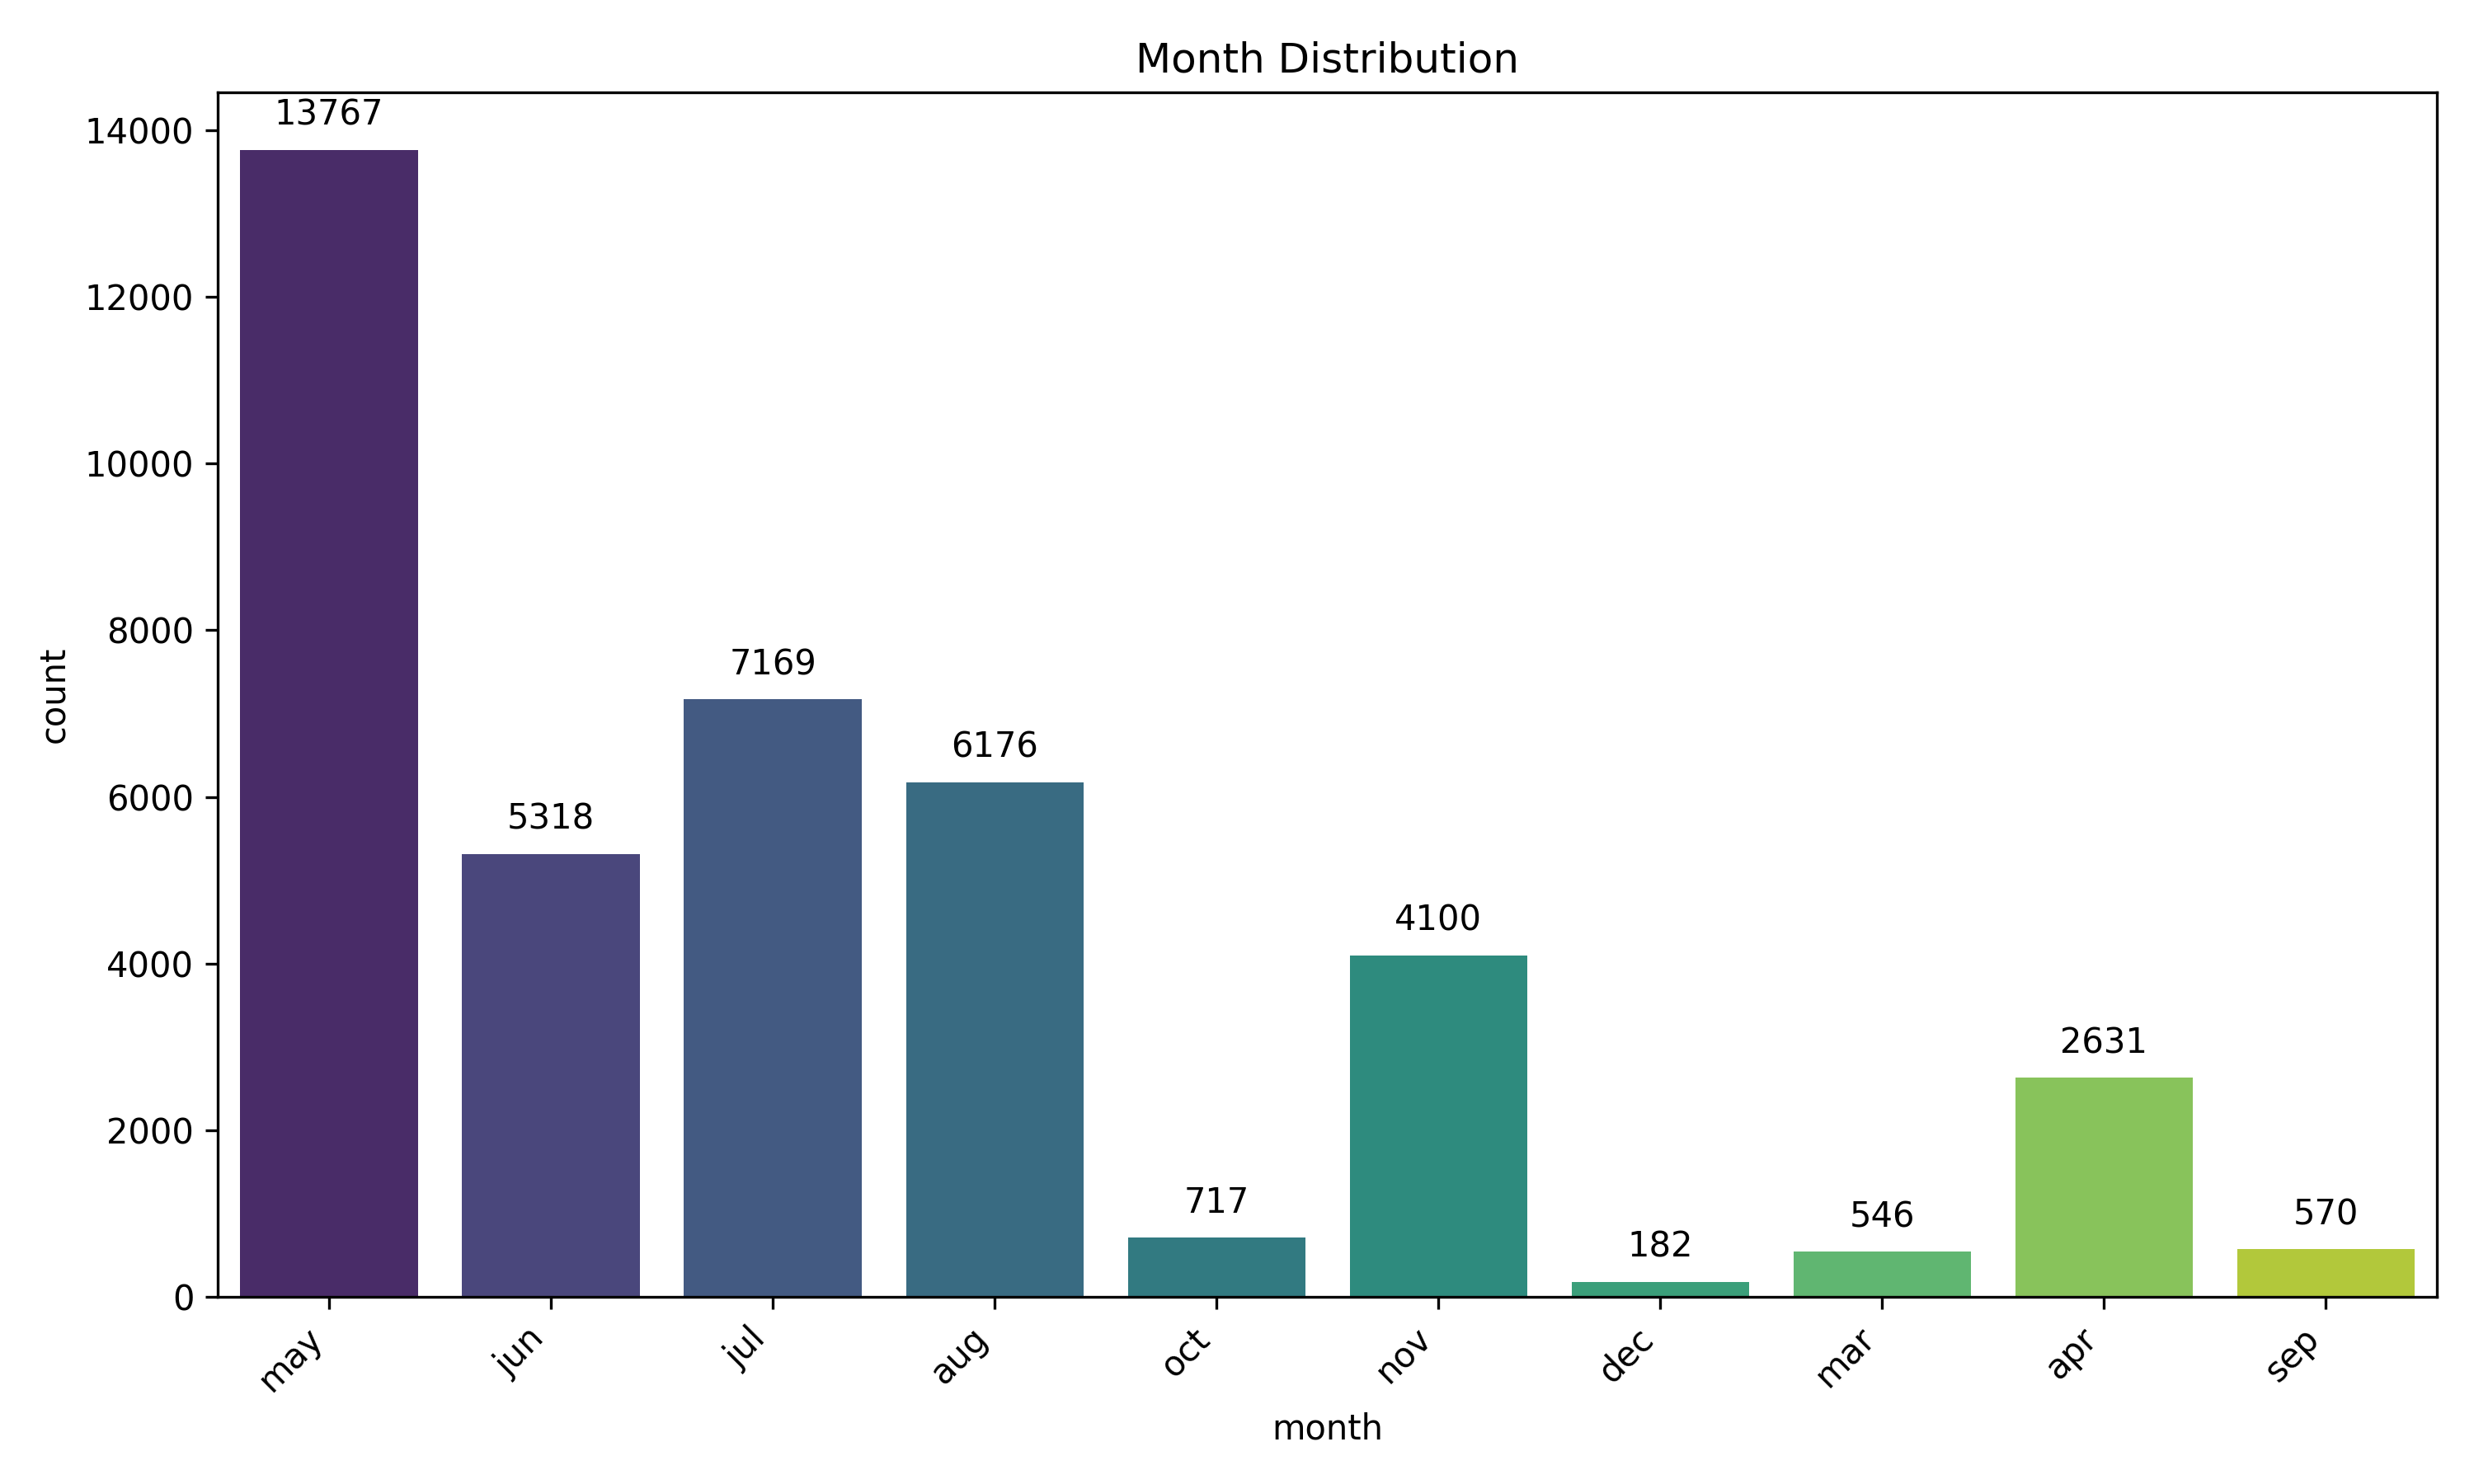 Month Distribution
13767
14000
12000
10000
8000
7169
6176
6000
5318
4100
4000
2631
2000
717
546
570
182
0
count
may
jun
jul
aug
oct
nov
dec
mar
apr
sep
month